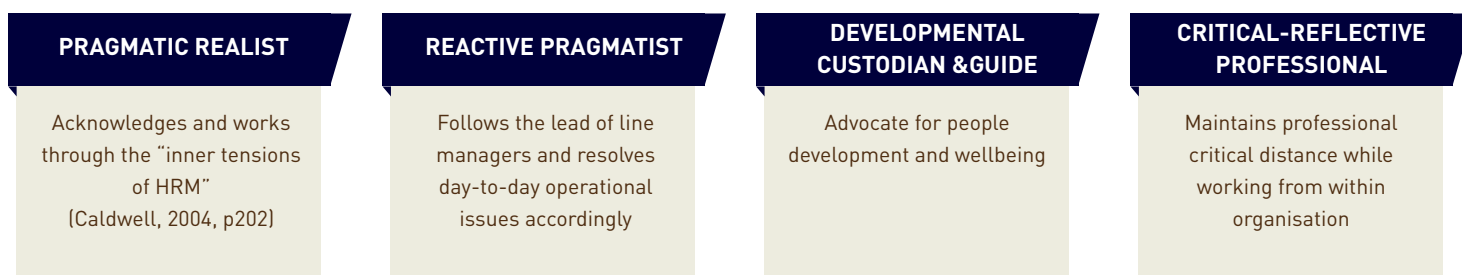 PRAGMATIC REALIST
Acknowledges and works
through the “inner tensions
of HRM”
(Caldwell, 2004, p202)
REACTIVE PRAGMATIST
Follows the lead of line
managers and resolves
day-to-day operational
issues accordingly
DEVELOPMENTAL
CUSTODIAN &GUIDE
Advocate for people
development and wellbeing
CRITICAL-REFLECTIVE
PROFESSIONAL
Maintains professional
critical distance while
working from within
organisation